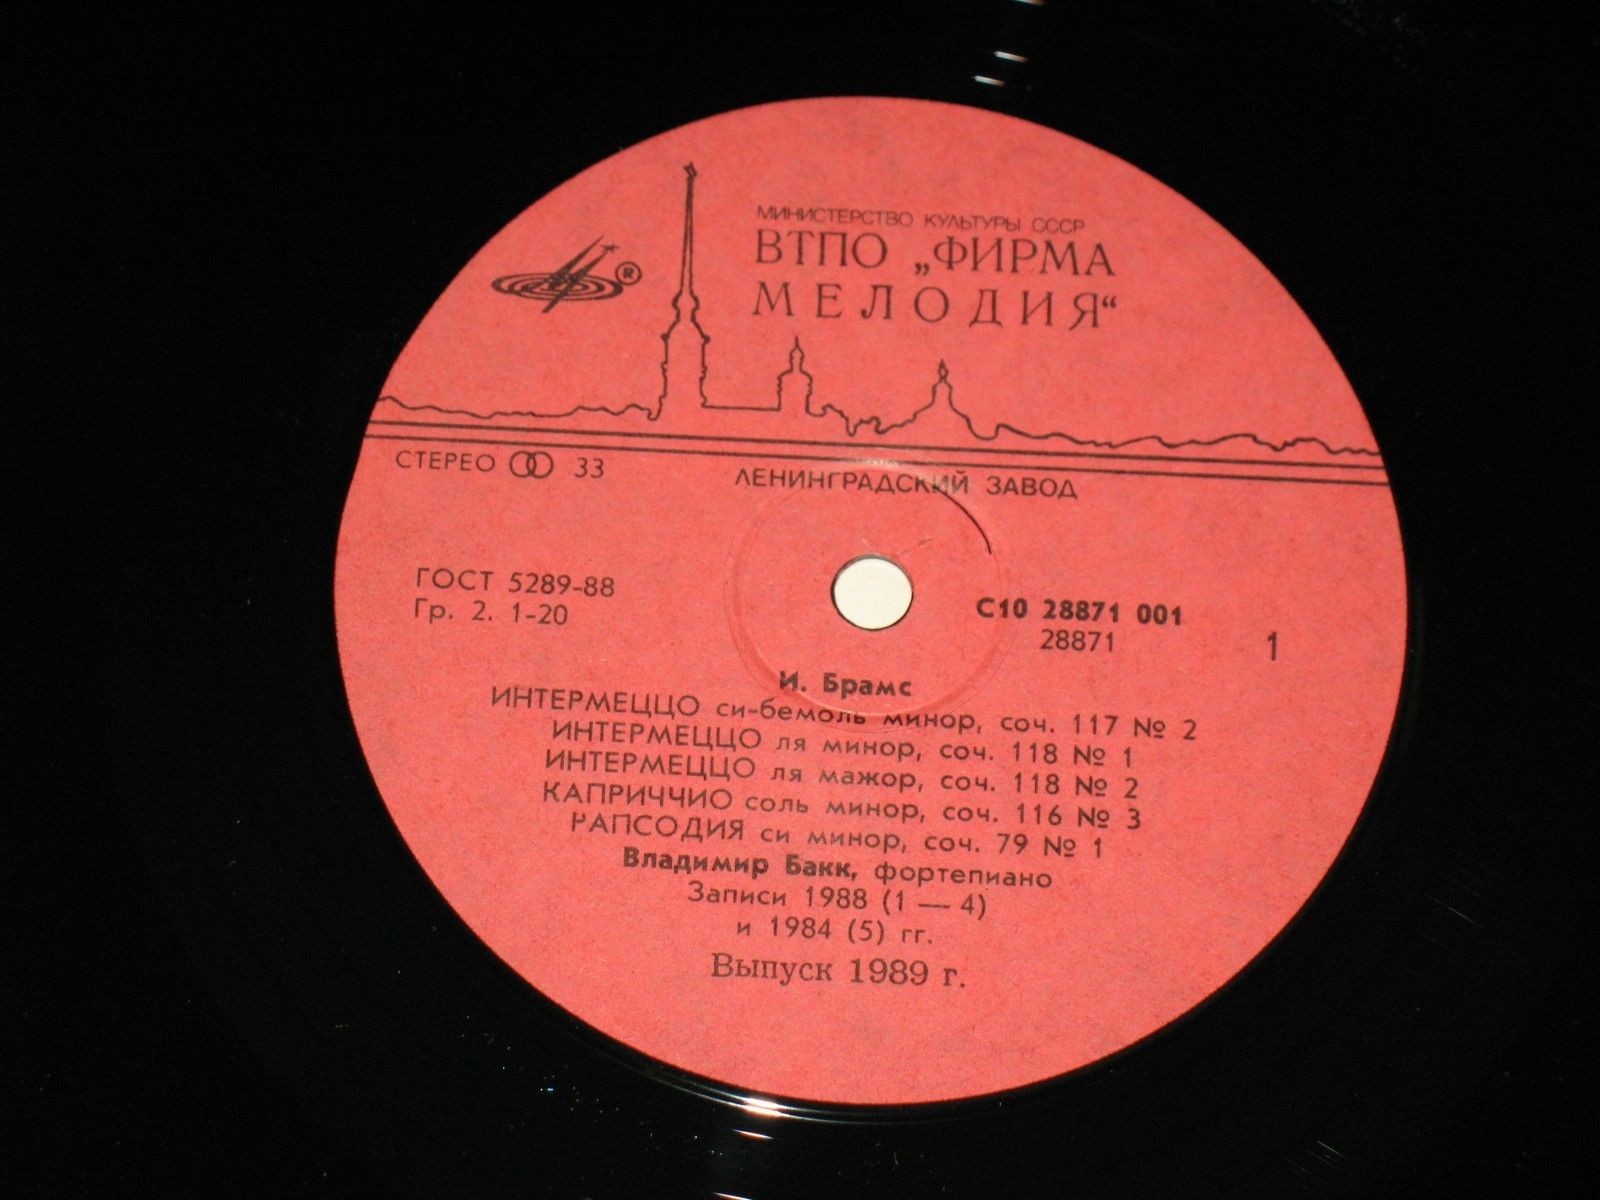 МИНИСТЕРСТВО КУЛЬТУРЫ СССР
ВТПО „ФИРМА
МЕЛОДИЯ“
®
СТЕРЕО 33
ЛЕНИНГРАДСКИЙ ЗАВОД
ГОСТ 5289-88
Гр. 2. 1-20
С10 28871 001
28871
1
И. Брамс
ИНТЕРМЕЦЦО си-бемоль минор, соч. 117 № 2
ИНТЕРМЕЦЦО ля минор, соч. 118 № 1
ИНТЕРМЕЦЦО ля мажор, соч. 118 № 2
КАПРИЧЧИО соль минор, соч. 116 № 3
РАПСОДИЯ си минор, соч. 79 № 1
Владимир Бакк, фортепиано
Записи 1988 (1 — 4)
и 1984 (5) гг.
Выпуск 1989 г.